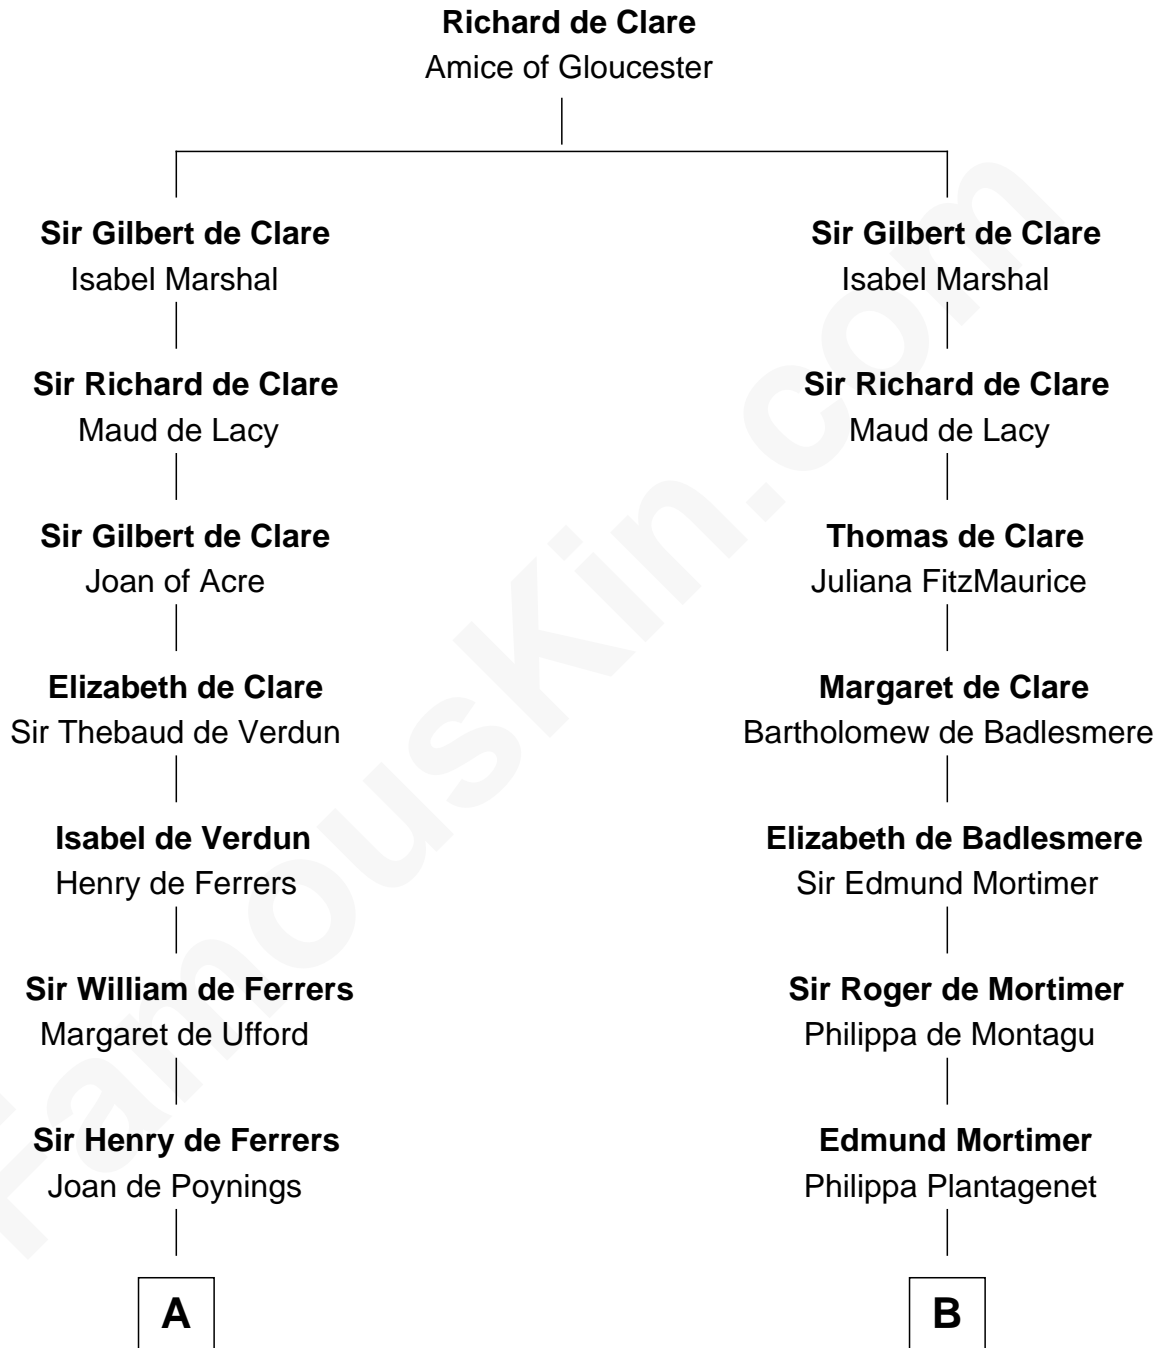 Richard de Clare
Amice of Gloucester
Sir Gilbert de Clare
Isabel Marshal
Sir Richard de Clare
Maud de Lacy
Sir Gilbert de Clare
Joan of Acre
Elizabeth de Clare
Sir Thebaud de Verdun
Isabel de Verdun
Henry de Ferrers
Sir William de Ferrers
Margaret de Ufford
Sir Henry de Ferrers
Joan de Poynings
A
Sir Gilbert de Clare
Isabel Marshal
Sir Richard de Clare
Maud de Lacy
Thomas de Clare
Juliana FitzMaurice
Margaret de Clare
Bartholomew de Badlesmere
Elizabeth de Badlesmere
Sir Edmund Mortimer
Sir Roger de Mortimer
Philippa de Montagu
Edmund Mortimer
Philippa Plantagenet
B
FamousKin.com